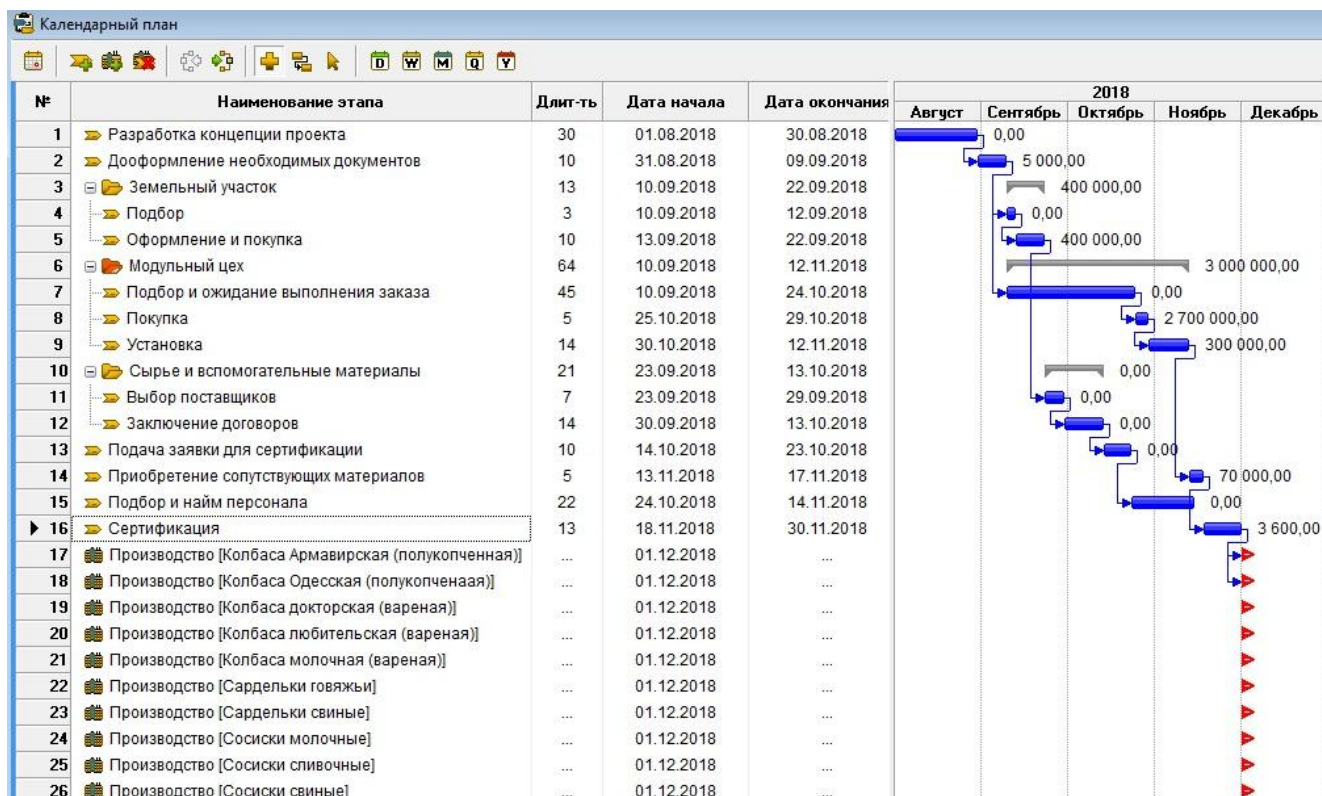 Календарный план
D W M Q Y
№ Наименование этапа Длит-ть Дата начала Дата окончания 2018
Август Сентябрь Октябрь Ноябрь Декабрь
1 Разработка концепции проекта 30 01.08.2018 30.08.2018 0,00
2 Дооформление необходимых документов 10 31.08.2018 09.09.2018 5 000,00
3 Земельный участок 13 10.09.2018 22.09.2018 400 000,00
4 Подбор 3 10.09.2018 12.09.2018 0,00
5 Оформление и покупка 10 13.09.2018 22.09.2018 400 000,00
6 Модульный цех 64 10.09.2018 12.11.2018 3 000 000,00
7 Подбор и ожидание выполнения заказа 45 10.09.2018 24.10.2018 0,00
8 Покупка 5 25.10.2018 29.10.2018 2 700 000,00
9 Установка 14 30.10.2018 12.11.2018 300 000,00
10 Сырье и вспомогательные материалы 21 23.09.2018 13.10.2018 0,00
11 Выбор поставщиков 7 23.09.2018 29.09.2018 0,00
12 Заключение договоров 14 30.09.2018 13.10.2018 0,00
13 Подача заявки для сертификации 10 14.10.2018 23.10.2018 0,00
14 Приобретение сопутствующих материалов 5 13.11.2018 17.11.2018 70 000,00
15 Подбор и найм персонала 22 24.10.2018 14.11.2018 0,00
16 Сертификация 13 18.11.2018 30.11.2018 3 600,00
17 Производство [Колбаса Армавирская (полукопченная)] ... 01.12.2018 ...
18 Производство [Колбаса Одесская (полукопченаая)] ... 01.12.2018 ...
19 Производство [Колбаса докторская (вареная)] ... 01.12.2018 ...
20 Производство [Колбаса любительская (вареная)] ... 01.12.2018 ...
21 Производство [Колбаса молочная (вареная)] ... 01.12.2018 ...
22 Производство [Сардельки говяжьи] ... 01.12.2018 ...
23 Производство [Сардельки свиные] ... 01.12.2018 ...
24 Производство [Сосиски молочные] ... 01.12.2018 ...
25 Производство [Сосиски сливочные] ... 01.12.2018 ...
26 Производство [Сосиски свиные] 01.12.2018